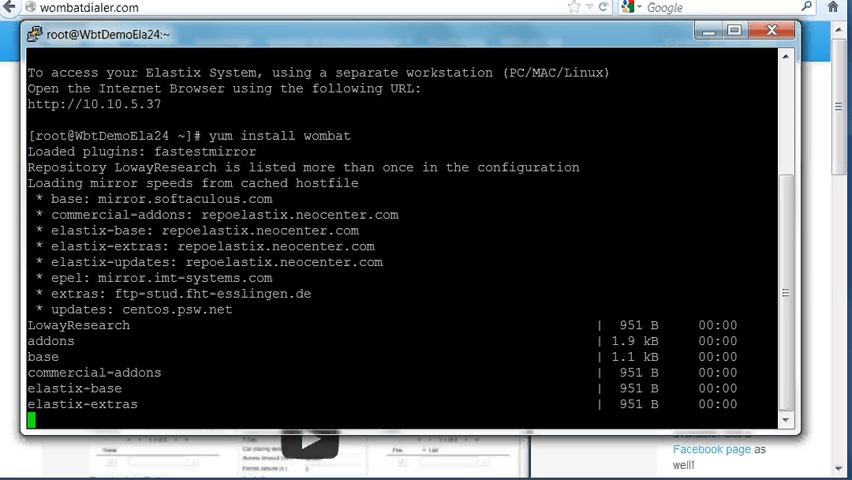 wombatdialer.com
Google
root@WbtDemoEla24:~
To access your Elastix System, using a separate workstation (PC/MAC/Linux)
Open the Internet Browser using the following URL:
http://10.10.5.37
[root@WbtDemoEla24 ~]# yum install wombat
Loaded plugins: fastestmirror
Repository LowayResearch is listed more than once in the configuration
Loading mirror speeds from cached hostfile
* base: mirror.softaculous.com
* commercial-addons: repoelastix.neocenter.com
* elastix-base: repoelastix.neocenter.com
* elastix-extras: repoelastix.neocenter.com
* elastix-updates: repoelastix.neocenter.com
* epel: mirror.imt-systems.com
* extras: ftp-stud.fht-esslingen.de
* updates: centos.psw.net
LowayResearch | 951 B 00:00
addons | 1.9 kB 00:00
base | 1.1 kB 00:00
commercial-addons | 951 B 00:00
elastix-base | 951 B 00:00
elastix-extras | 951 B 00:00
Facebook page as
well!